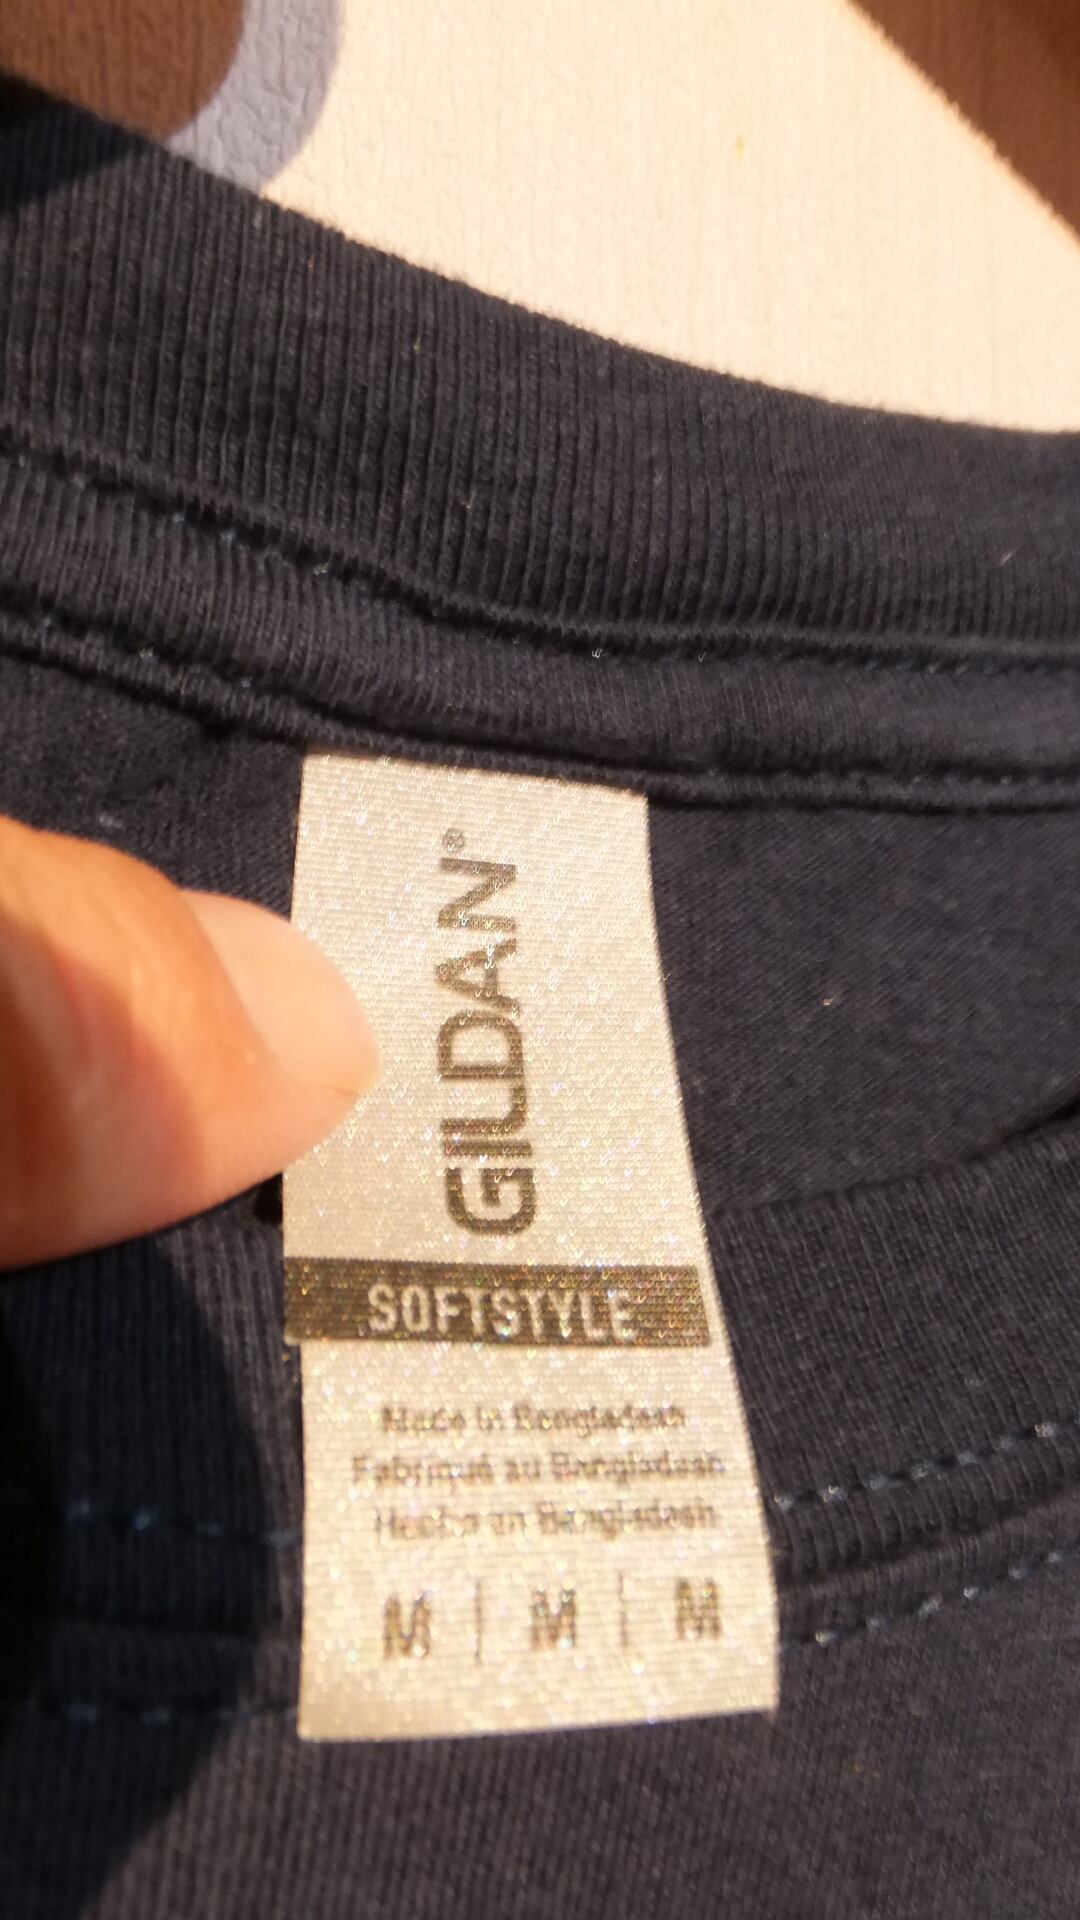 GILDAN®
SOFTSTYLE
Made in Bangladesh
Fabriqué au Bangladesh
Hecho en Bangladesh
M | M | M